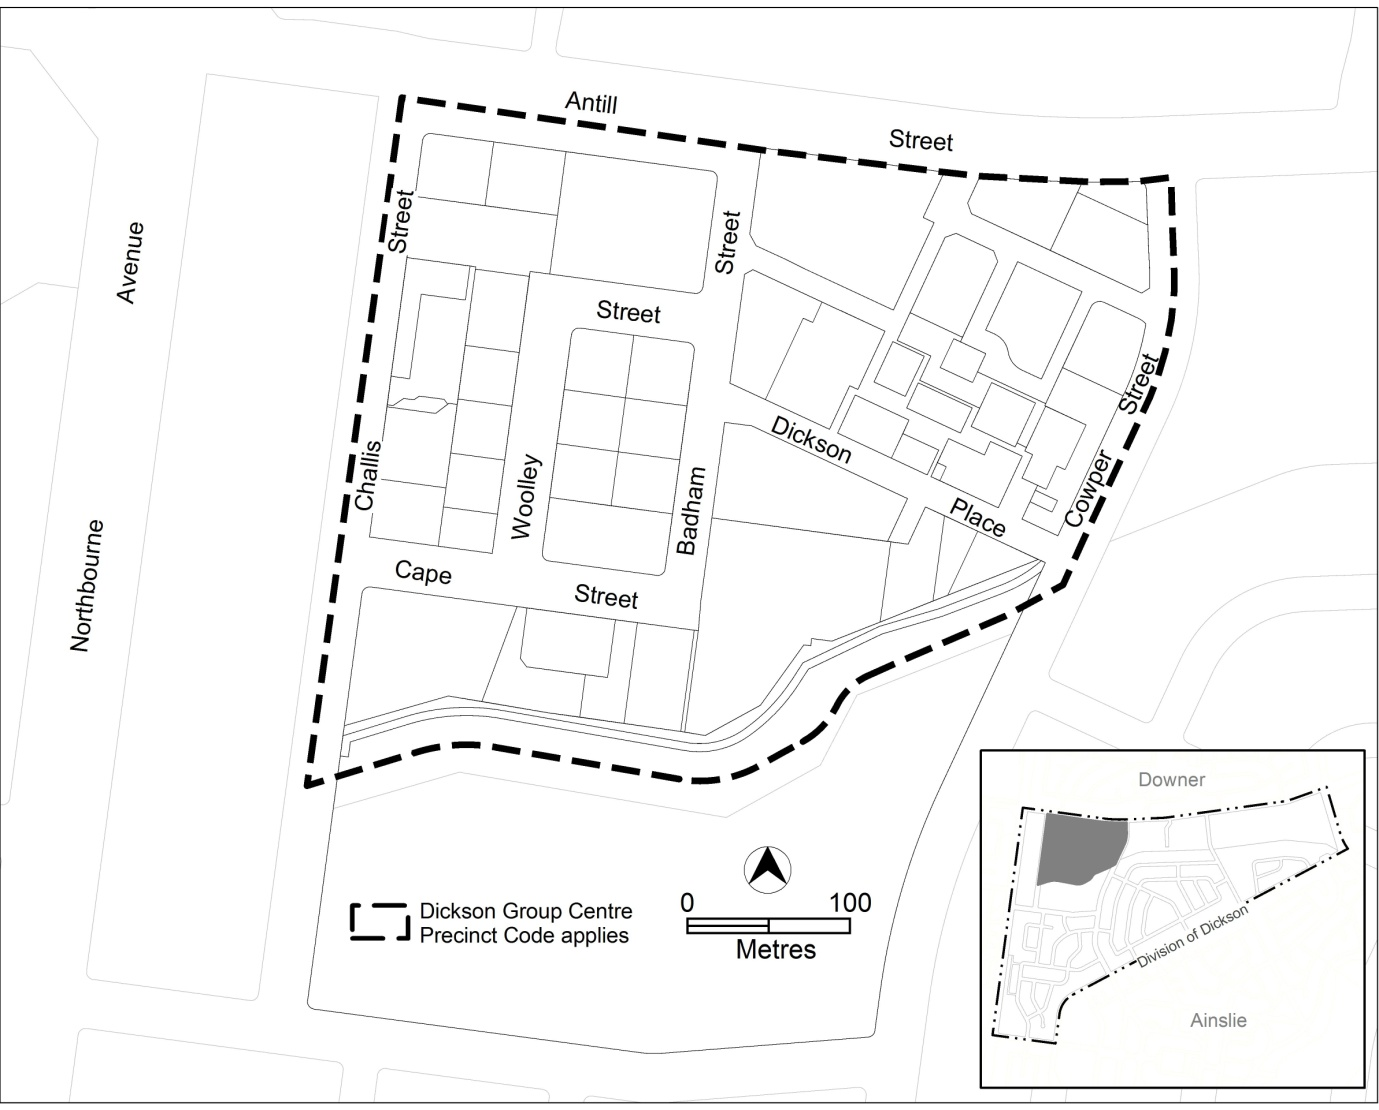 Antill
Street
Street
Street
Avenue
Street
Street
Dickson
Challis
Woolley
Badham
Cowper
Place
Northbourne
Cape
Street
Downer
0 100
Metres
Dickson Group Centre
Precinct Code applies
Division of Dickson
Ainslie